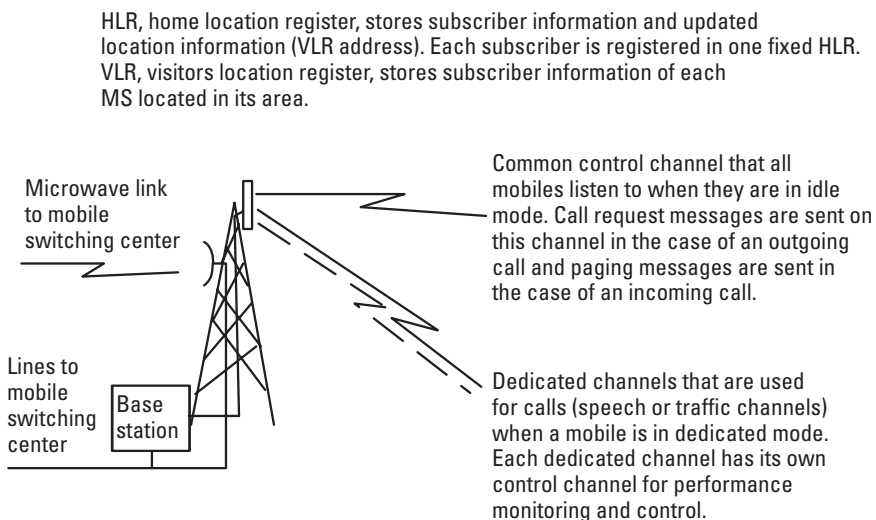 HLR, home location register, stores subscriber information and updated
location information (VLR address). Each subscriber is registered in one fixed HLR.
VLR, visitors location register, stores subscriber information of each
MS located in its area.
Microwave link
to mobile
switching center
Common control channel that all
mobiles listen to when they are in idle
mode. Call request messages are sent on
this channel in the case of an outgoing
call and paging messages are sent in
the case of an incoming call.
Lines to
mobile
switching
center
Base
station
Dedicated channels that are used
for calls (speech or traffic channels)
when a mobile is in dedicated mode.
Each dedicated channel has its own
control channel for performance
monitoring and control.